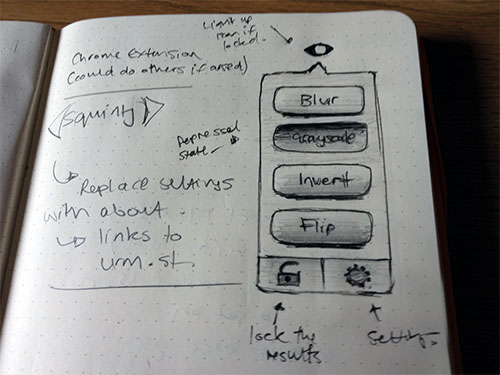 Light up
icon if
locked.
Chrome Extension
(could do others if arsed)
Squinty
Blur
Depressed
state
Grayscale
Invert
Flip
Replace settings
with about.
links to
urm.st.
lock the
results
Settings